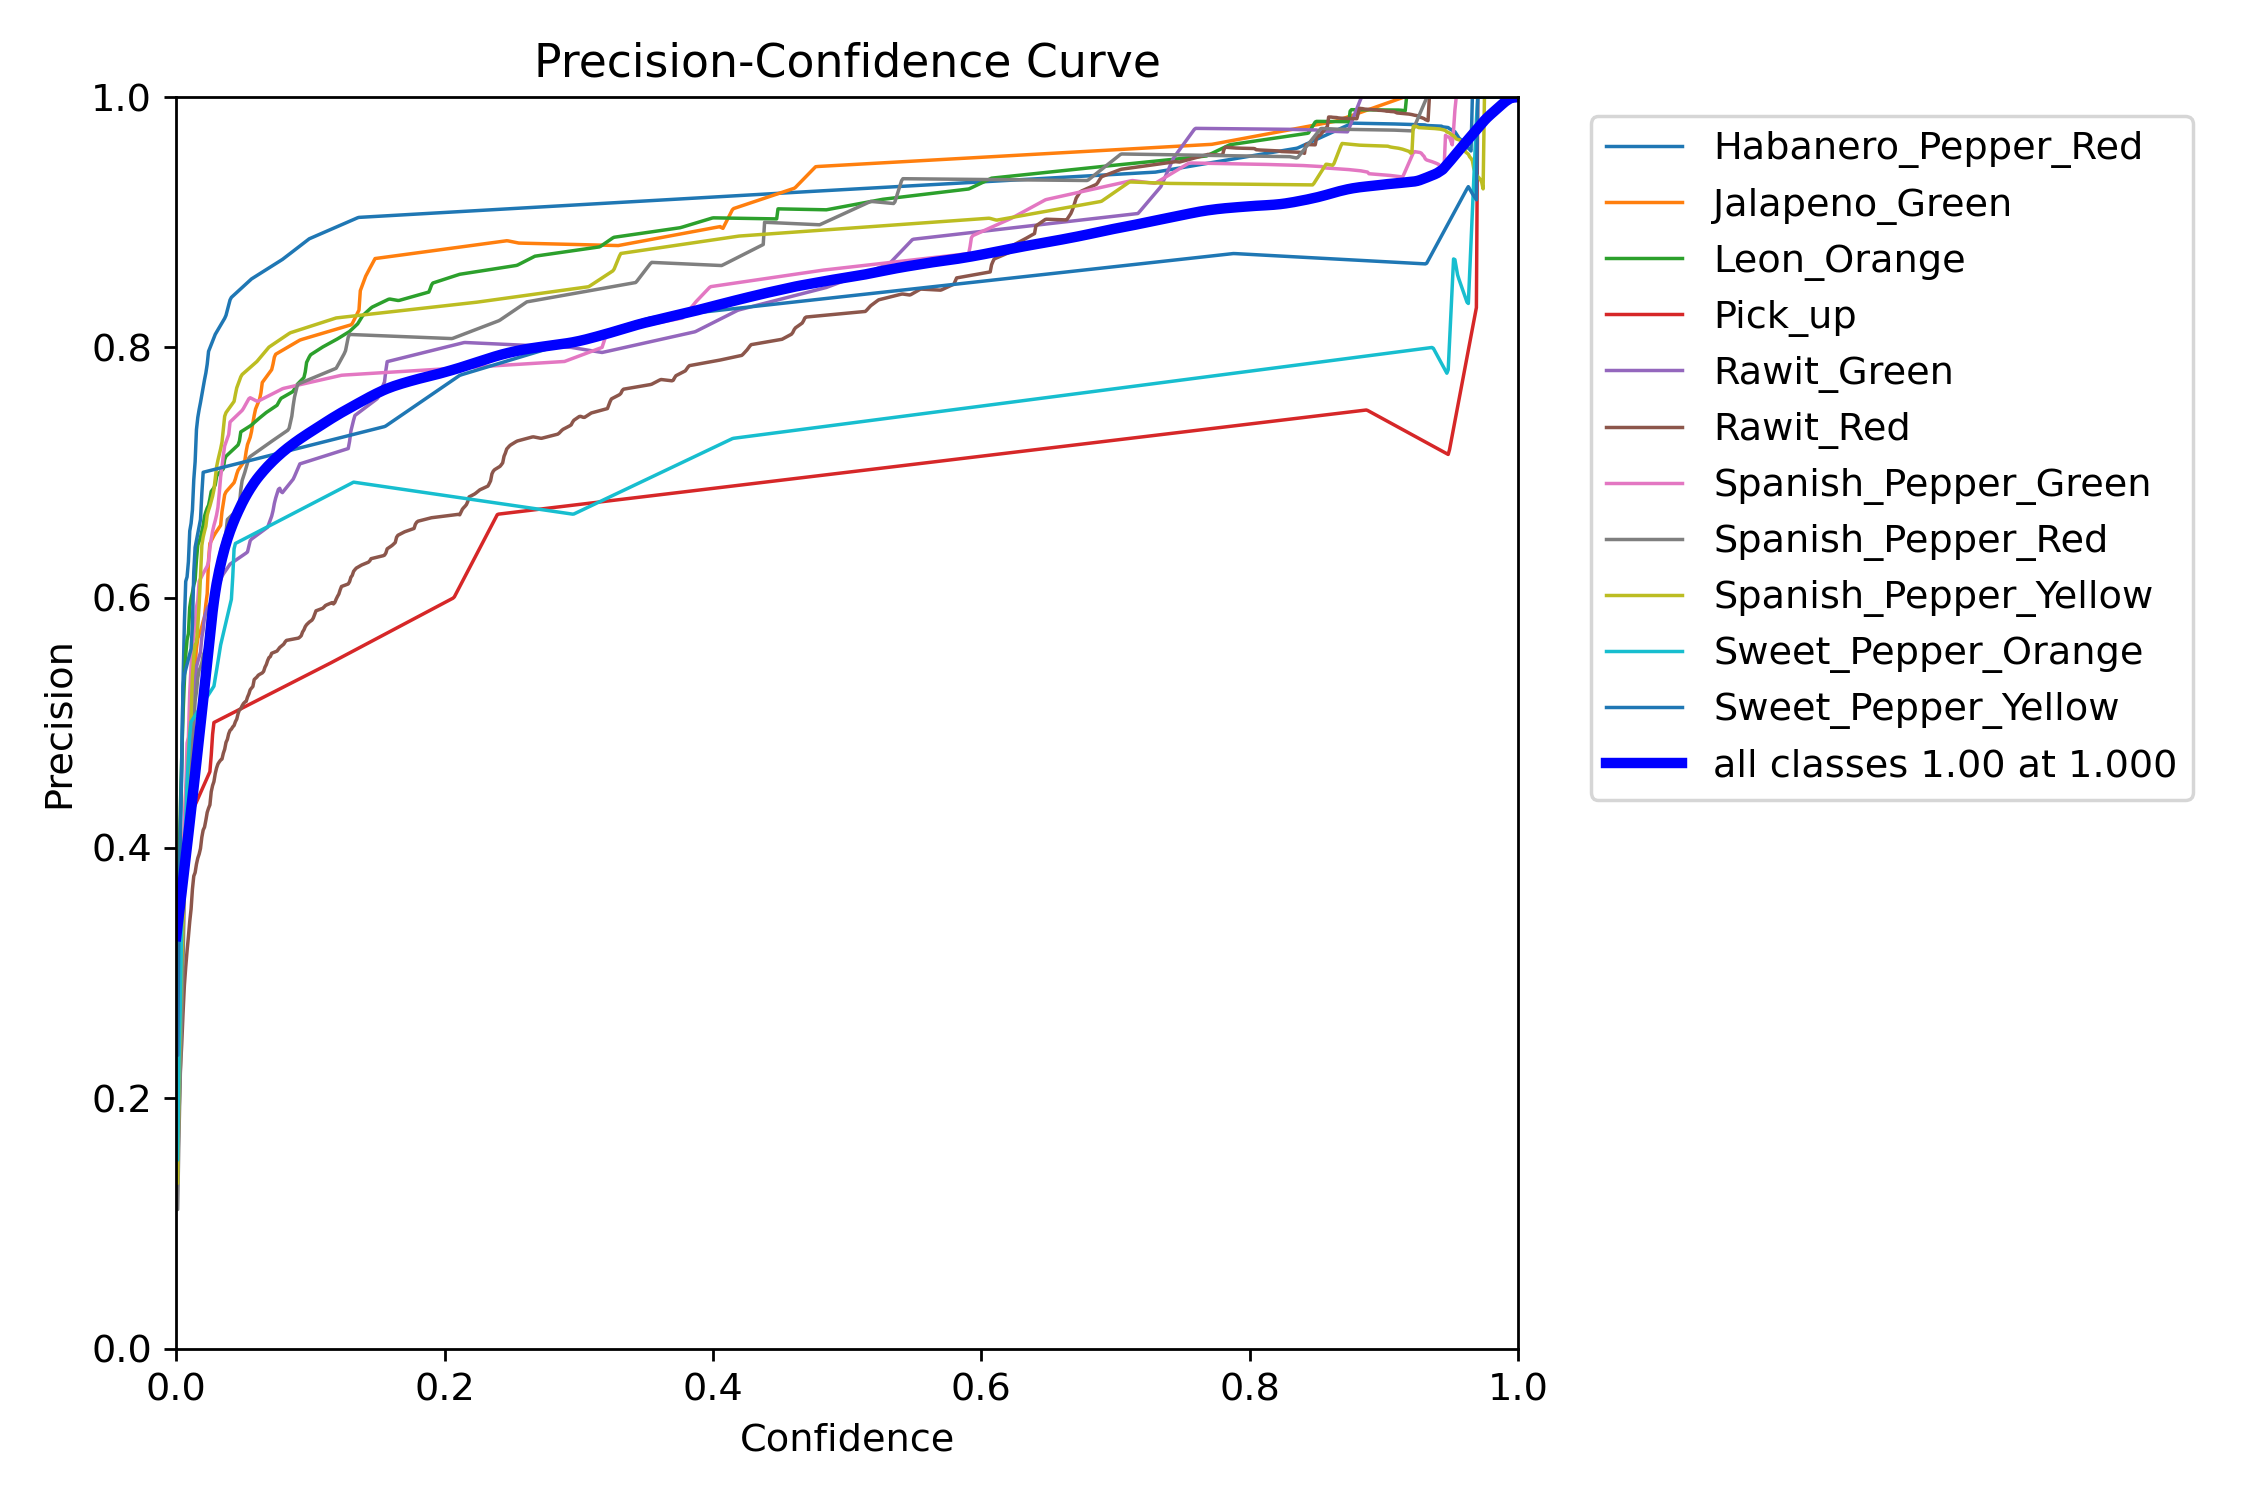 Precision-Confidence Curve
1.0
0.8
0.6
0.4
0.2
0.0
Precision
0.0 0.2 0.4 0.6 0.8 1.0
Confidence
Habanero_Pepper_Red
Jalapeno_Green
Leon_Orange
Pick_up
Rawit_Green
Rawit_Red
Spanish_Pepper_Green
Spanish_Pepper_Red
Spanish_Pepper_Yellow
Sweet_Pepper_Orange
Sweet_Pepper_Yellow
all classes 1.00 at 1.000